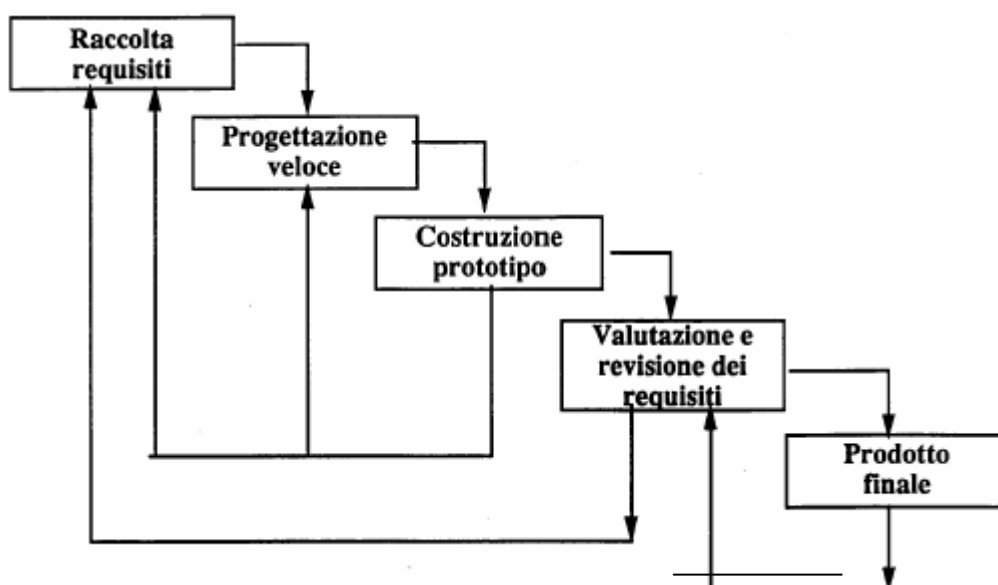 Raccolta
requisiti
Progettazione
veloce
Costruzione
prototipo
Valutazione e
revisione dei
requisiti
Prodotto
finale